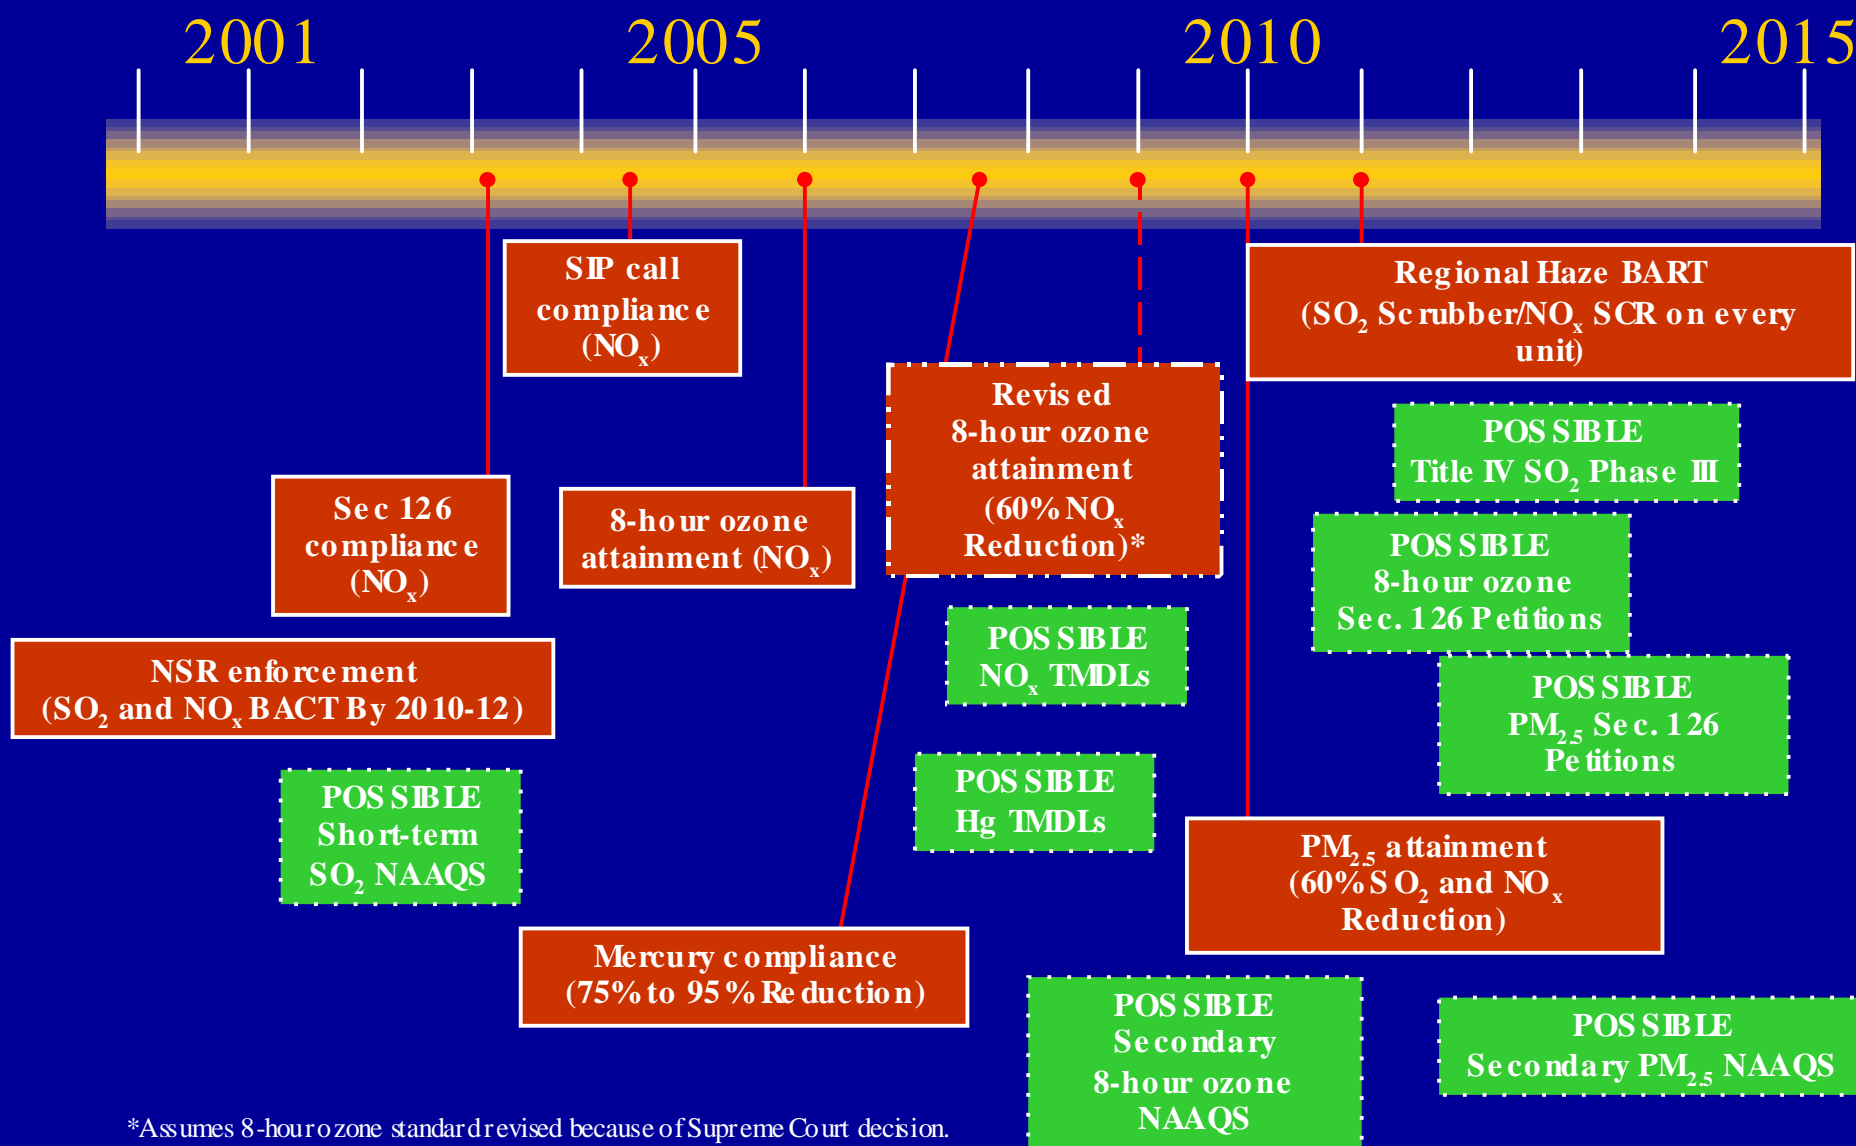 2001 2005 2010 2015
SIP call
compliance
(NOx)
Regional Haze BART
(SO2 Scrubber/NOx SCR on every
unit)
Revised
8-hour ozone
attainment
(60% NOx
Reduction)*
POSSIBLE
Title IV SO2 Phase III
Sec 126
compliance
(NOx)
8-hour ozone
attainment (NOx)
POSSIBLE
8-hour ozone
Sec. 126 Petitions
POSSIBLE
NOx TMDLs
NSR enforcement
(SO2 and NOx BACT By 2010-12)
POSSIBLE
PM2.5 Sec. 126
Petitions
POSSIBLE
Short-term
SO2 NAAQS
POSSIBLE
Hg TMDLs
PM2.5 attainment
(60% SO2 and NOx
Reduction)
Mercury compliance
(75% to 95% Reduction)
POSSIBLE
Secondary
8-hour ozone
NAAQS
POSSIBLE
Secondary PM2.5 NAAQS
*Assumes 8-hour ozone standard revised because of Supreme Court decision.